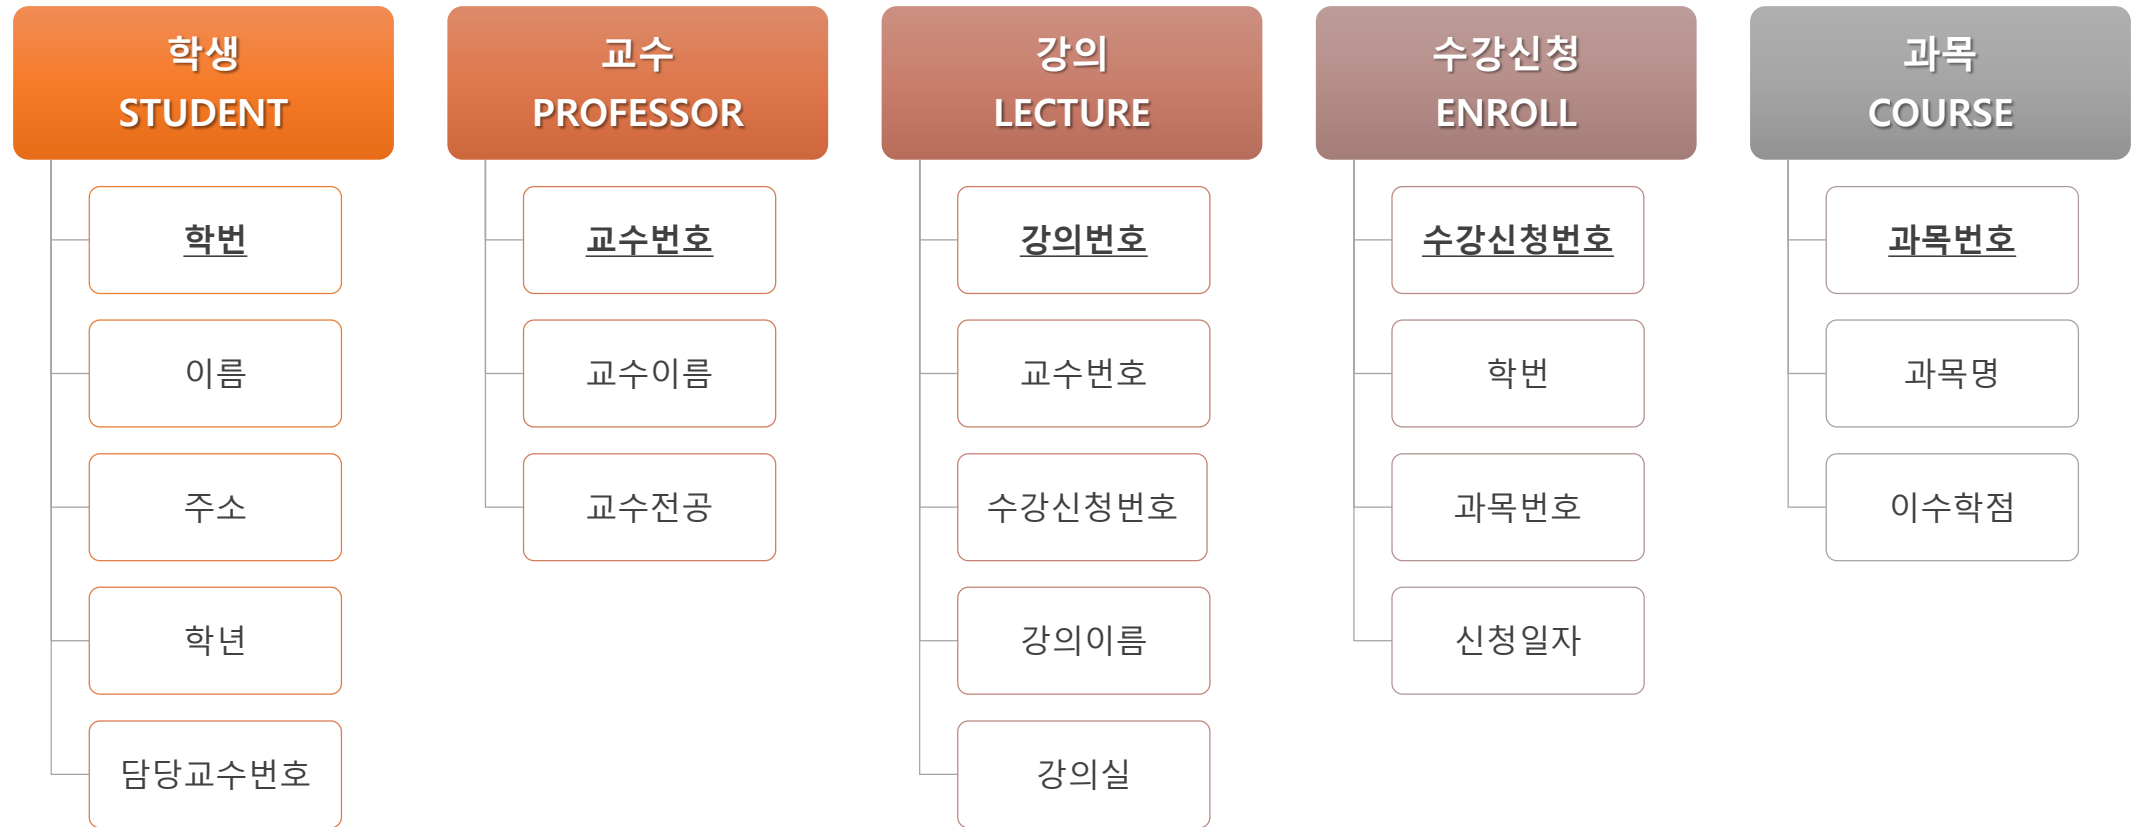 학생
STUDENT
학번
이름
주소
학년
담당교수번호
교수
PROFESSOR
교수번호
교수이름
교수전공
강의
LECTURE
강의번호
교수번호
수강신청번호
강의이름
강의실
수강신청
ENROLL
수강신청번호
학번
과목번호
신청일자
과목
COURSE
과목번호
과목명
이수학점